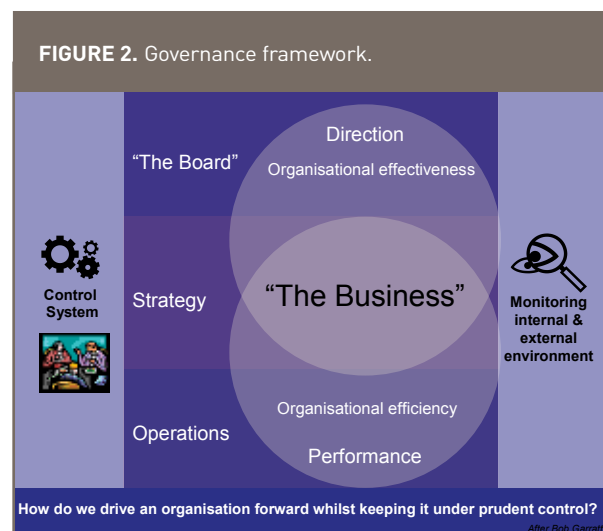 FIGURE 2. Governance framework.
"The Board"
Direction
Organisational effectiveness
Control
System
Strategy
"The Business"
Monitoring
internal &
external
environment
Operations
Organisational efficiency
Performance
How do we drive an organisation forward whilst keeping it under prudent control?
After Bob Garratt